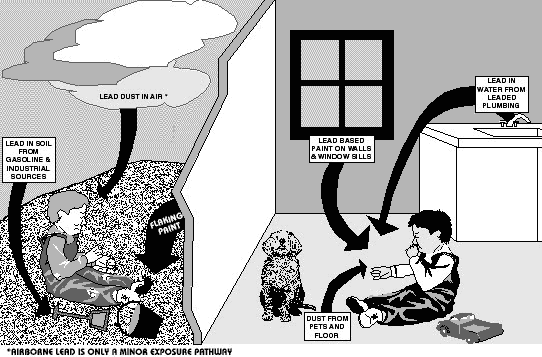 LEAD DUST IN AIR *
LEAD IN SOIL
FROM
GASOLINE &
INDUSTRIAL
SOURCES
FLAKING
PAINT
LEAD BASED
PAINT ON WALLS
& WINDOW SILLS
LEAD IN
WATER FROM
LEADED
PLUMBING
DUST FROM
PETS AND
FLOOR
*AIRBORNE LEAD IS ONLY A MINOR EXPOSURE PATHWAY